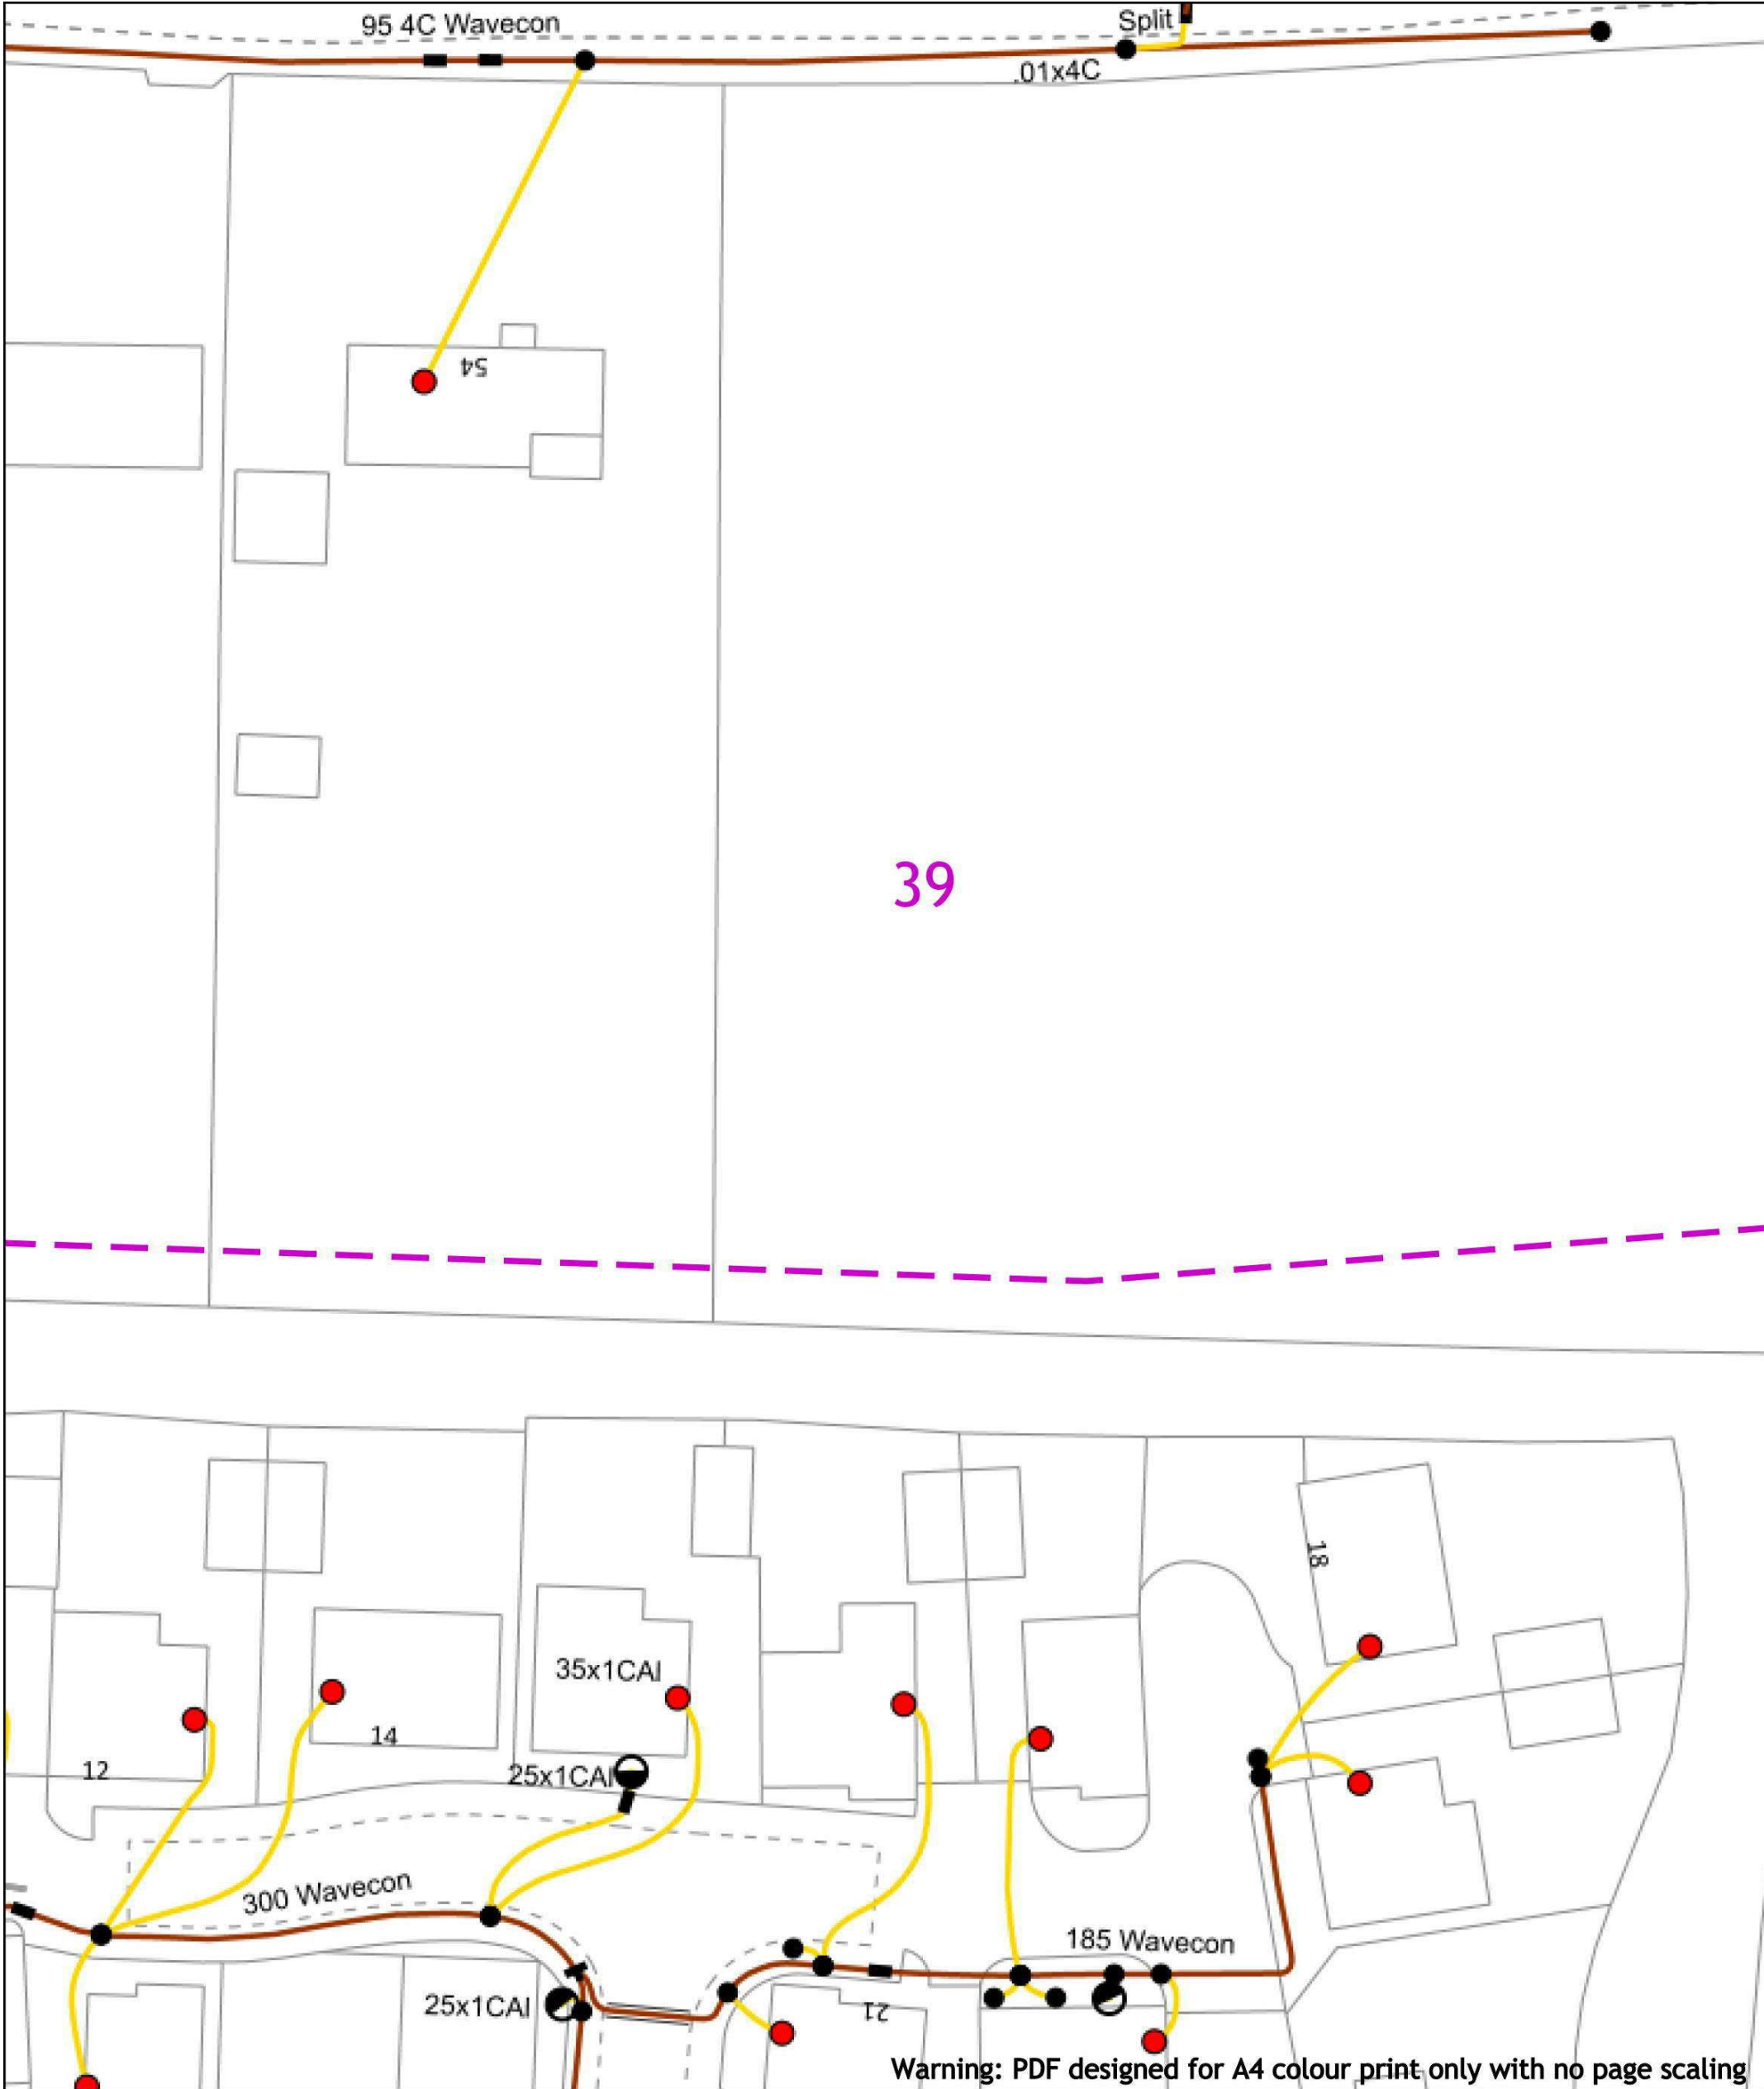 95 4C Wavecon
Split
.01x4C
54
39
18
35x1CAI
14
12
25x1CAI
300 Wavecon
185 Wavecon
25x1CAI
21
Warning: PDF designed for A4 colour print only with no page scaling